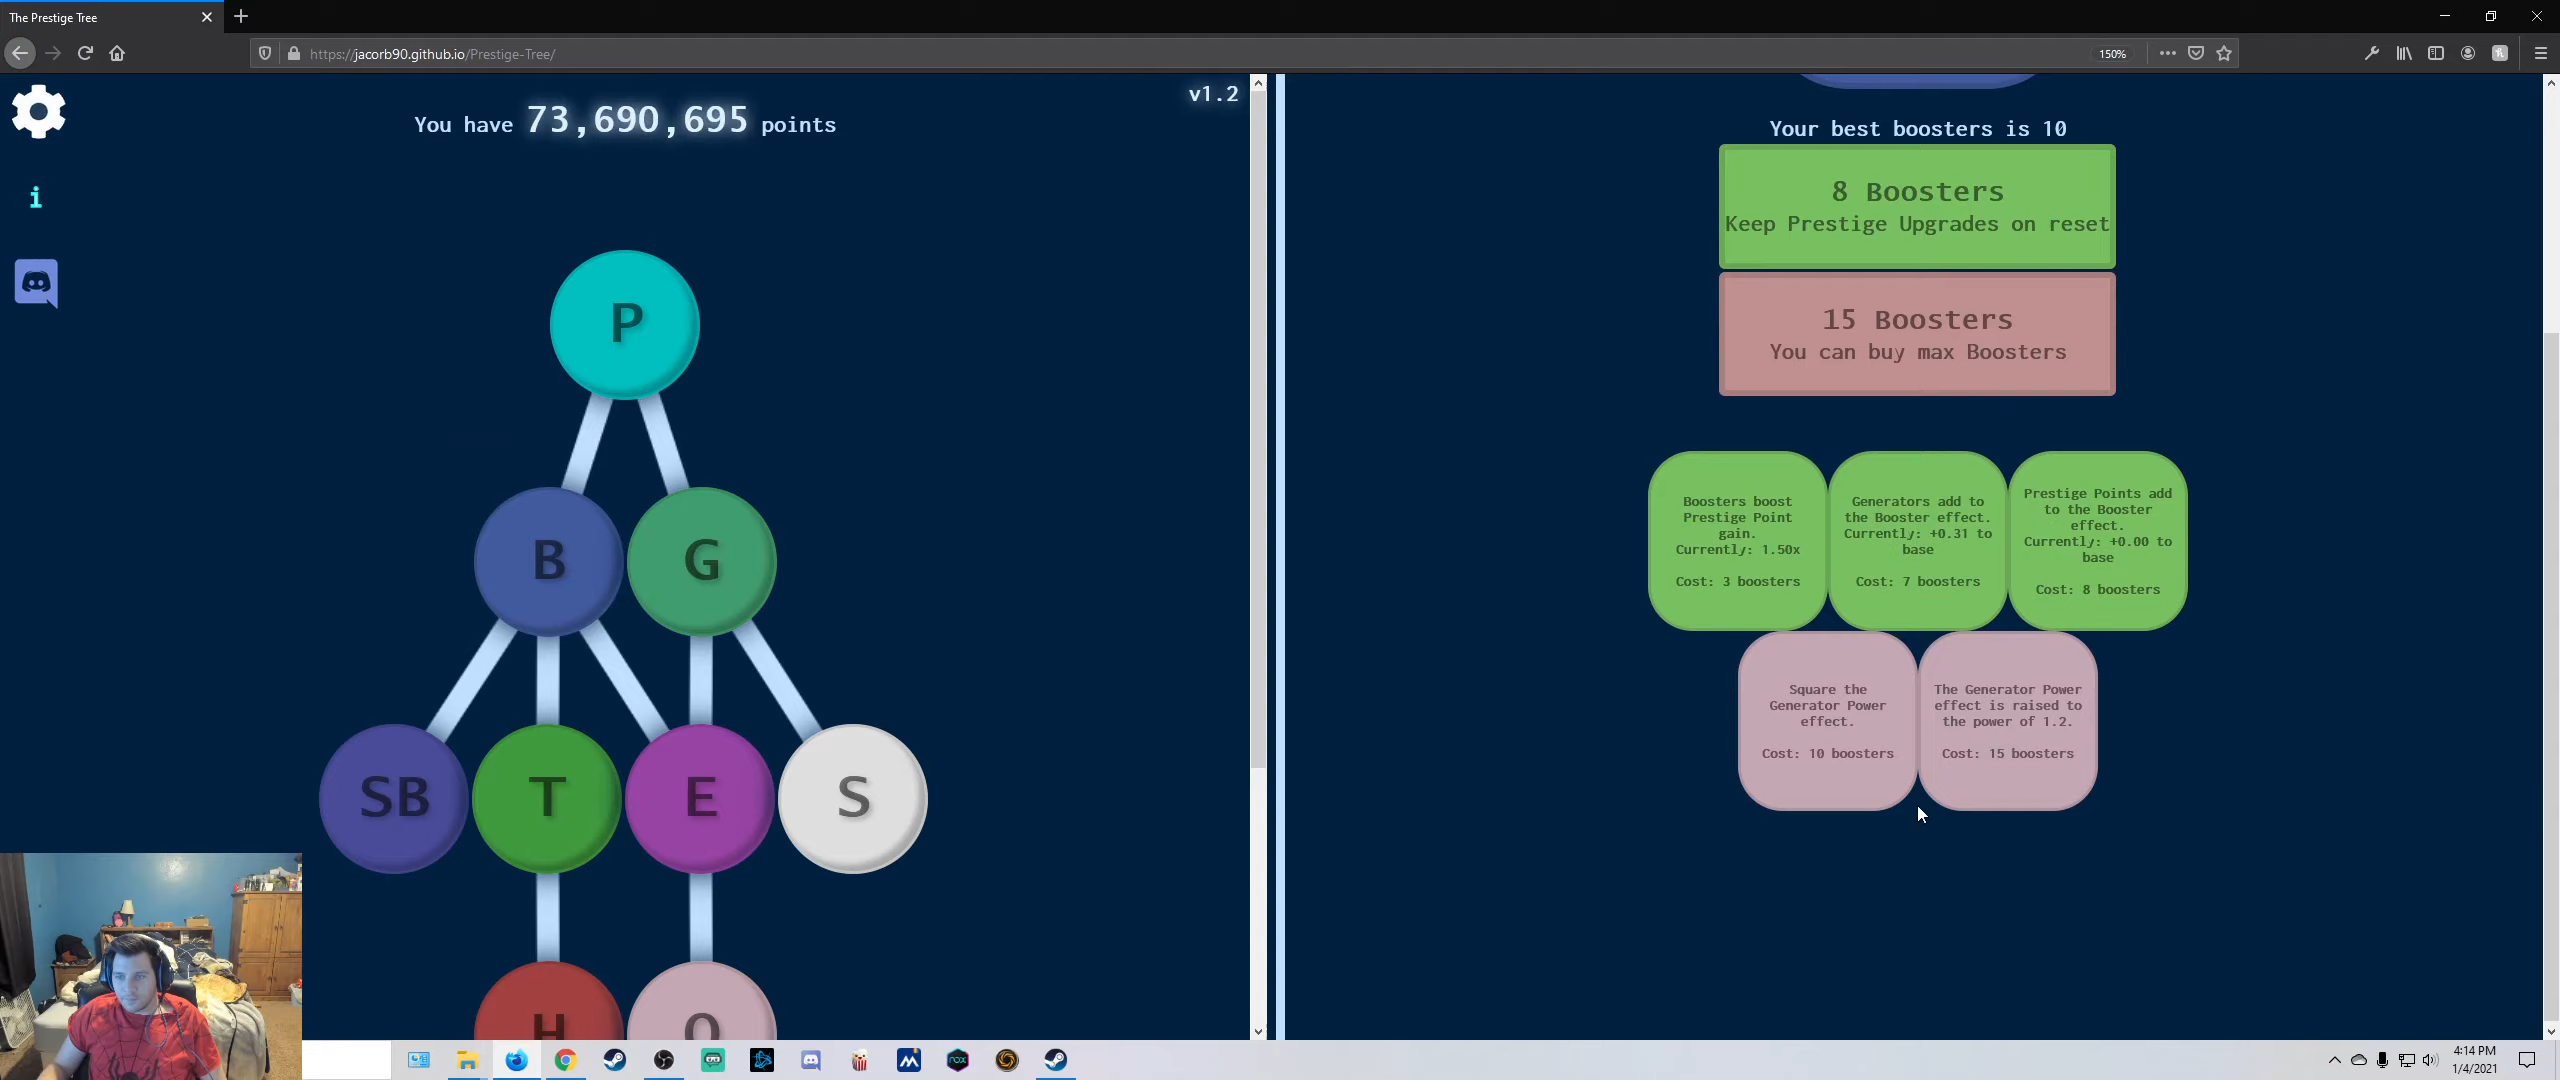 The Prestige Tree
https://jacorb90.github.io/Prestige-Tree/
150%
You have 73,690,695 points
v1.2
i
P
B
G
SB
T
E
S
H
Q
Your best boosters is 10
8 Boosters
Keep Prestige Upgrades on reset
15 Boosters
You can buy max Boosters
Boosters boost
Prestige Point
gain.
Currently: 1.50x
Cost: 3 boosters
Generators add to
the Booster effect.
Currently: +0.31 to
base
Cost: 7 boosters
Prestige Points add
to the Booster
effect.
Currently: +0.00 to
base
Cost: 8 boosters
Square the
Generator Power
effect.
Cost: 10 boosters
The Generator Power
effect is raised to
the power of 1.2.
Cost: 15 boosters
nox
4:14 PM
1/4/2021